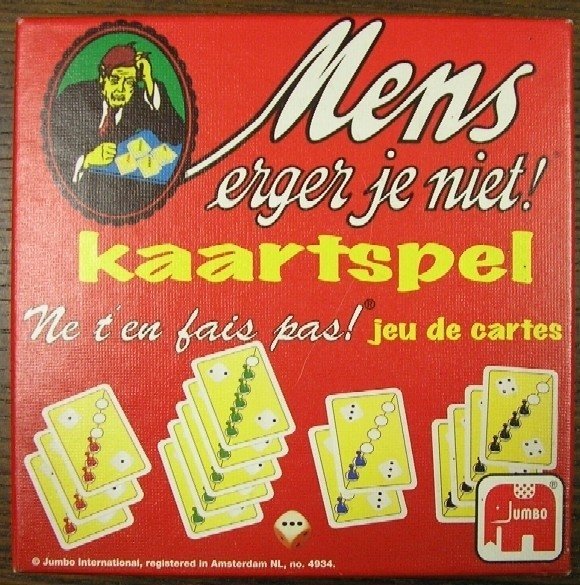 Mens
erger je niet!®
kaartspel
Ne t'en fais pas!® jeu de cartes
JUMBO®
© Jumbo International, registered in Amsterdam NL, no. 4934.